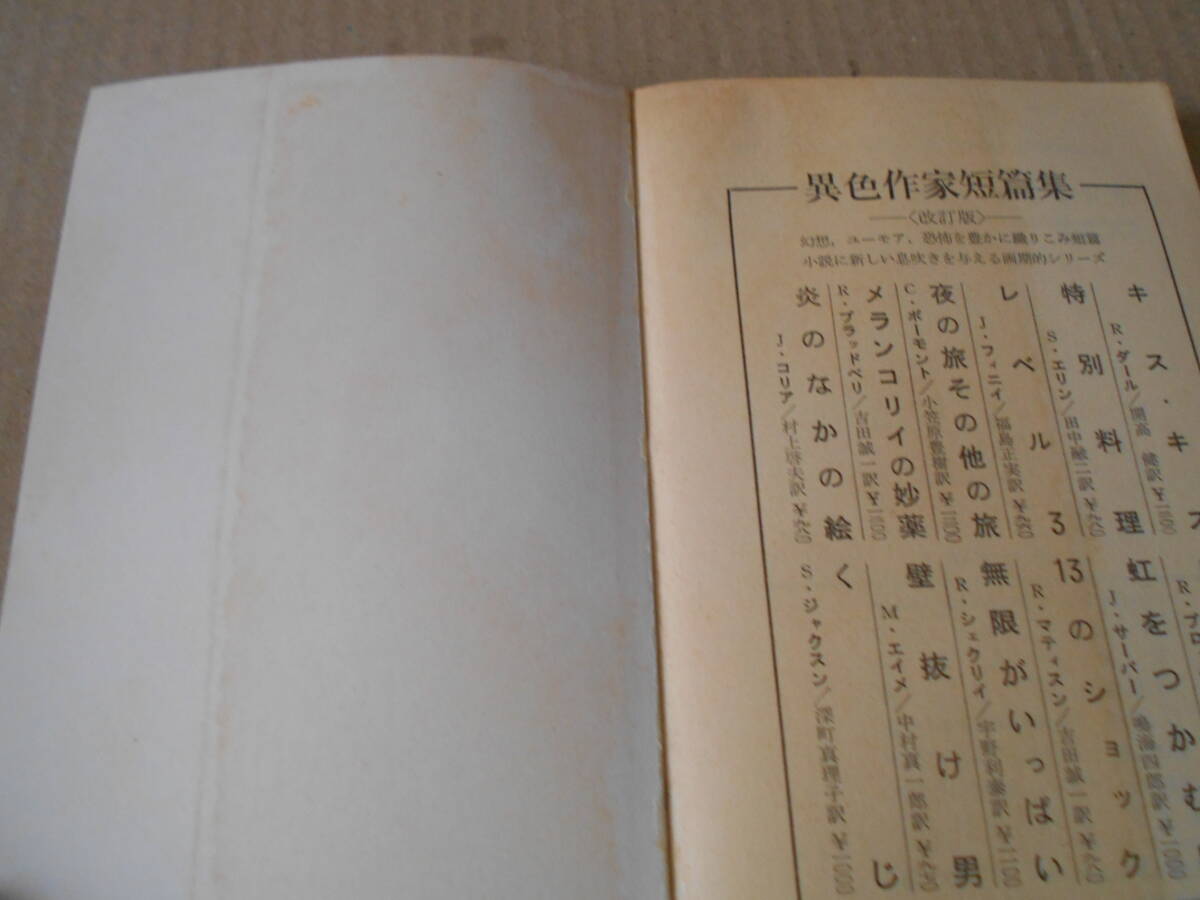 異色作家短篇集
〈改訂版〉
幻想，ユーモア，恐怖を豊かに織りこみ短篇
小説に新しい息吹きを与える画期的シリーズ
キス・キス
R・ダール／開高 健訳
特別料理
S・エリン／田中融二訳
レベル3
J・フィニイ／福島正実訳
夜の旅その他の旅
C・ボーモント／小笠原豊樹訳
メランコリイの妙薬
R・ブラッドベリ／吉田誠一訳
炎のなかの絵
J・コリア／村上啓夫訳
R・ブロ
虹をつかむ
J・サーバー／鳴海四郎訳 ￥1000
13のショック
R・マティスン／吉田誠一訳
無限がいっぱい
R・シェクリイ／宇野利泰訳 ￥1100
壁抜け男
M・エイメ／中村真一郎訳
くじ
S・ジャクスン／深町眞理子訳 ￥1000